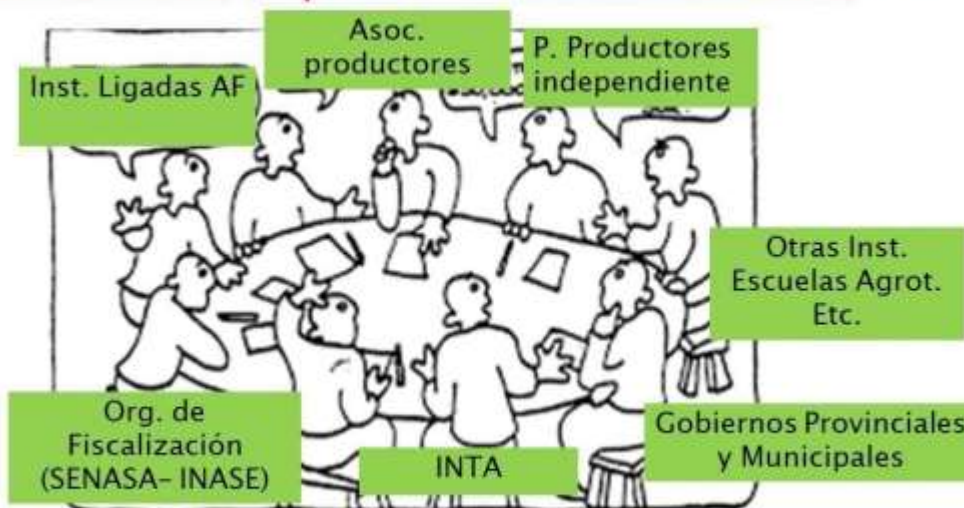 Asoc.
productores
P. Productores
independiente
Inst. Ligadas AF
Otras Inst.
Escuelas Agrot.
Etc.
Org. de
Fiscalización
(SENASA- INASE)
INTA
Gobiernos Provinciales
y Municipales